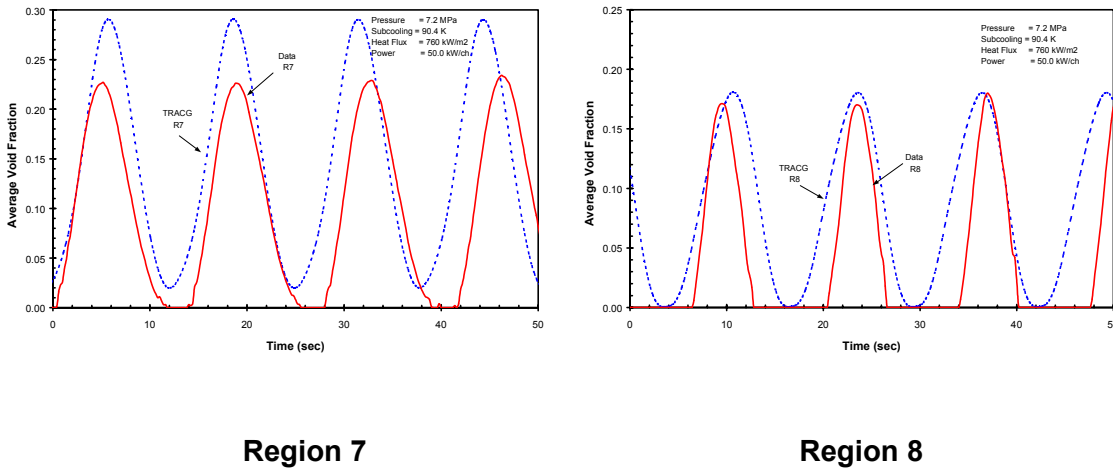 0.30
0.25
0.20
0.15
0.10
0.05
0.00
Average Void Fraction
0
10
20
30
40
50
Time (sec)
Pressure = 7.2 MPa
Subcooling = 90.4 K
Heat Flux = 760 kW/m2
Power = 50.0 kW/ch
Data
R7
TRACG
R7
Region 7
0.25
0.20
0.15
0.10
0.05
0.00
Average Void Fraction
0
10
20
30
40
50
Time (sec)
Pressure = 7.2 MPa
Subcooling = 90.4 K
Heat Flux = 760 kW/m2
Power = 50.0 kW/ch
TRACG
R8
Data
R8
Region 8